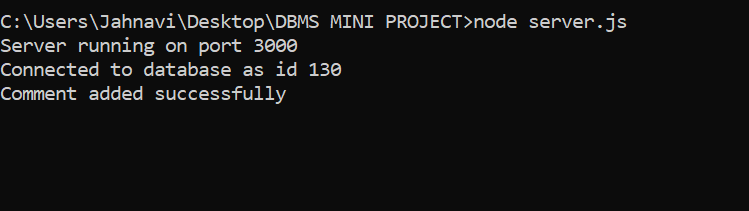 C:\Users\Jahnavi\Desktop\DBMS MINI PROJECT>node server.js
Server running on port 3000
Connected to database as id 130
Comment added successfully